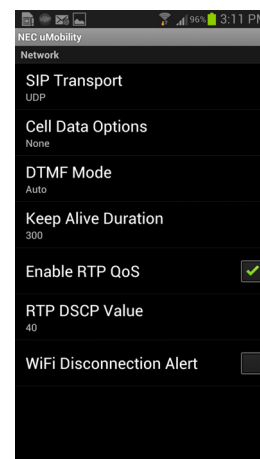 96% 3:11 PM
NEC uMobility
Network
SIP Transport
UDP
Cell Data Options
None
DTMF Mode
Auto
Keep Alive Duration
300
Enable RTP QoS
RTP DSCP Value
40
WiFi Disconnection Alert